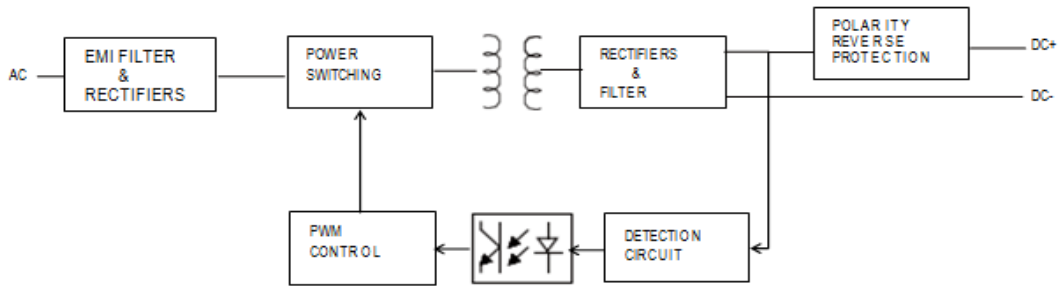 AC
EMI FILTER
&
RECTIFIERS
POWER
SWITCHING
RECTIFIERS
&
FILTER
POLARITY
REVERSE
PROTECTION
DC+
DC-
PWM
CONTROL
DETECTION
CIRCUIT